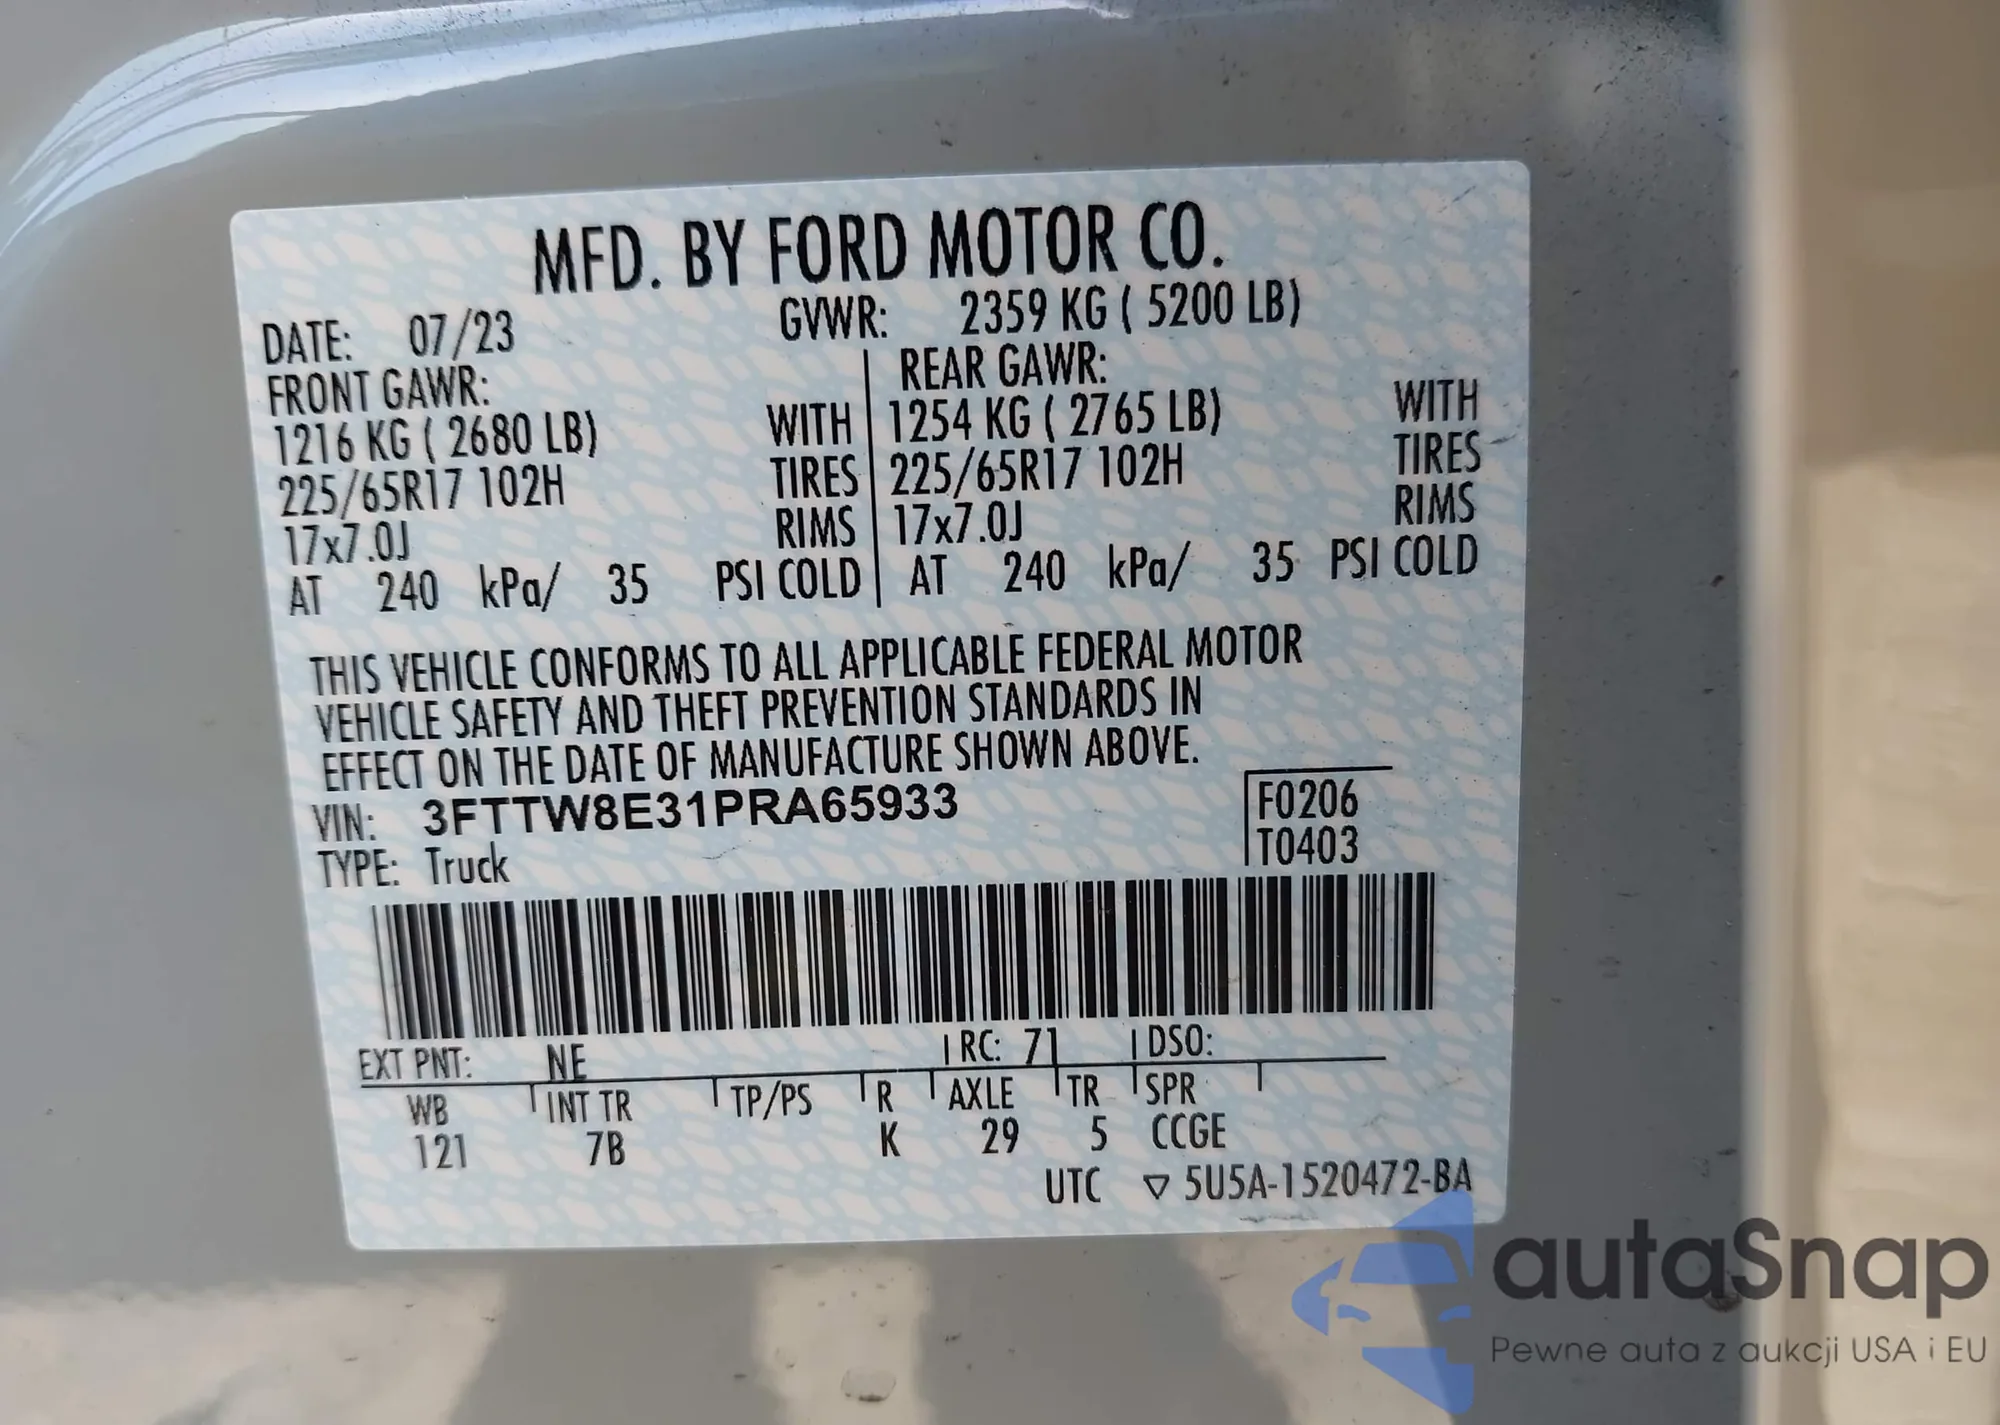 MFD. BY FORD MOTOR CO.
DATE: 07/23 GVWR: 2359 KG ( 5200 LB)
FRONT GAWR: REAR GAWR:
1216 KG ( 2680 LB) WITH 1254 KG ( 2765 LB) WITH
225/65R17 102H TIRES 225/65R17 102H TIRES
17x7.0J RIMS 17x7.0J RIMS
AT 240 kPa/ 35 PSI COLD AT 240 kPa/ 35 PSI COLD
THIS VEHICLE CONFORMS TO ALL APPLICABLE FEDERAL MOTOR
VEHICLE SAFETY AND THEFT PREVENTION STANDARDS IN
EFFECT ON THE DATE OF MANUFACTURE SHOWN ABOVE.
VIN: 3FTTW8E31PRA65933 F0206
TYPE: Truck T0403
EXT PNT: NE RC: 71 DSO:
WB INT TR TP/PS R AXLE TR SPR
121 7B K 29 5 CCGE
UTC ▽ 5U5A-1520472-BA
autaSnap
Pewne auta z aukcji USA i EU